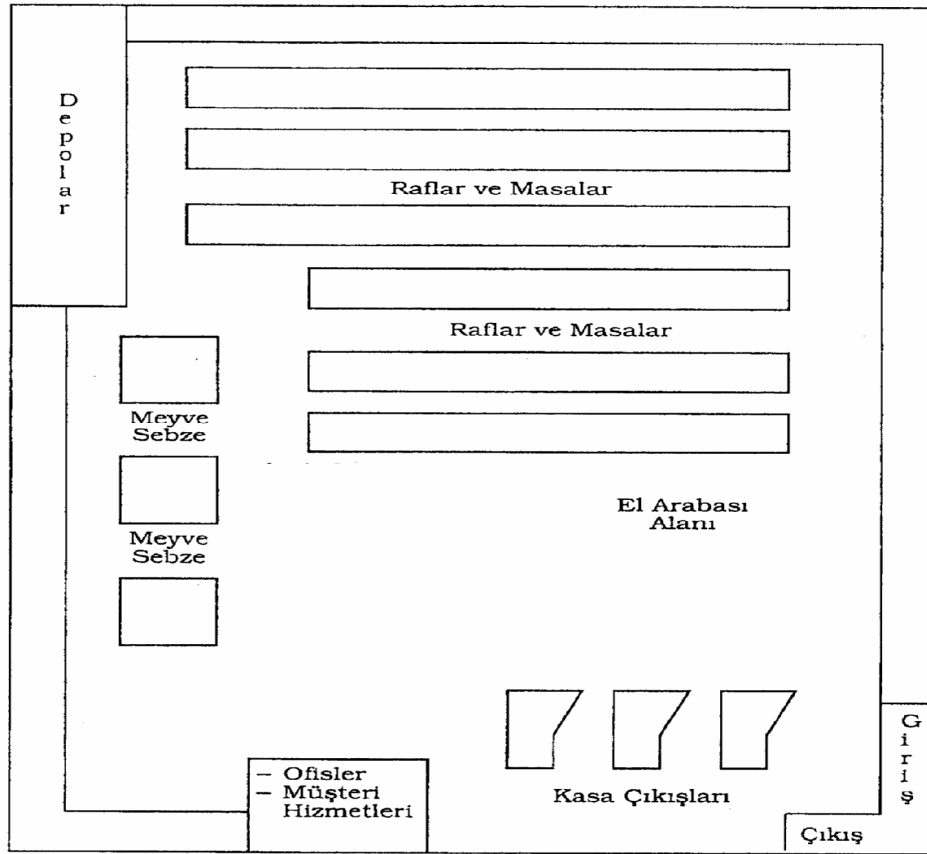 Depolar
Raflar ve Masalar
Raflar ve Masalar
Meyve
Sebze
El Arabası
Alanı
Meyve
Sebze
Giriş
– Ofisler
– Müşteri
Hizmetleri
Kasa Çıkışları
Çıkış